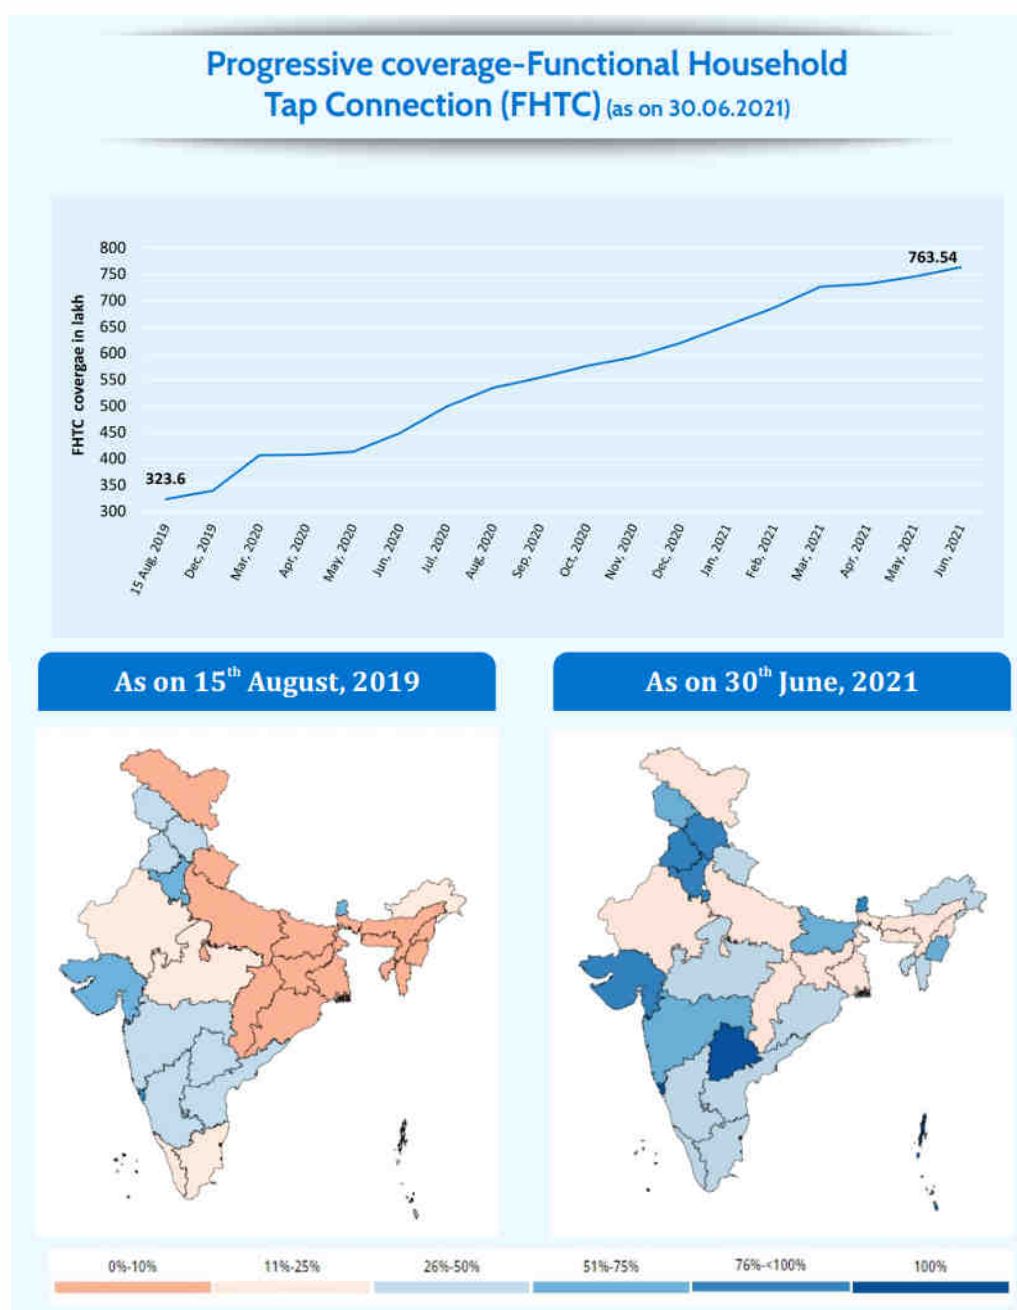 Progressive coverage-Functional Household
Tap Connection (FHTC) (as on 30.06.2021)
FHTC covergae in lakh
800
750
700
650
600
550
500
450
400
350
300
323.6
763.54
15 Aug, 2019
Dec, 2019
Mar, 2020
Apr, 2020
May, 2020
Jun, 2020
Jul, 2020
Aug, 2020
Sep, 2020
Oct, 2020
Nov, 2020
Dec, 2020
Jan, 2021
Feb, 2021
Mar, 2021
Apr, 2021
May, 2021
Jun, 2021
As on 15th August, 2019
As on 30th June, 2021
0%-10% 11%-25% 26%-50% 51%-75% 76%-<100% 100%